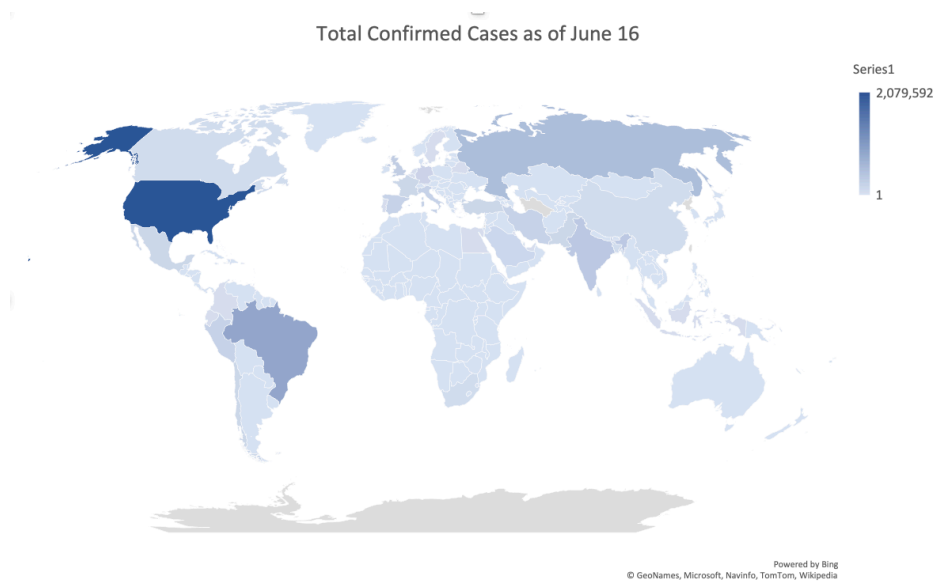 Total Confirmed Cases as of June 16
Series1
2,079,592
1
Powered by Bing
© GeoNames, Microsoft, Navinfo, TomTom, Wikipedia